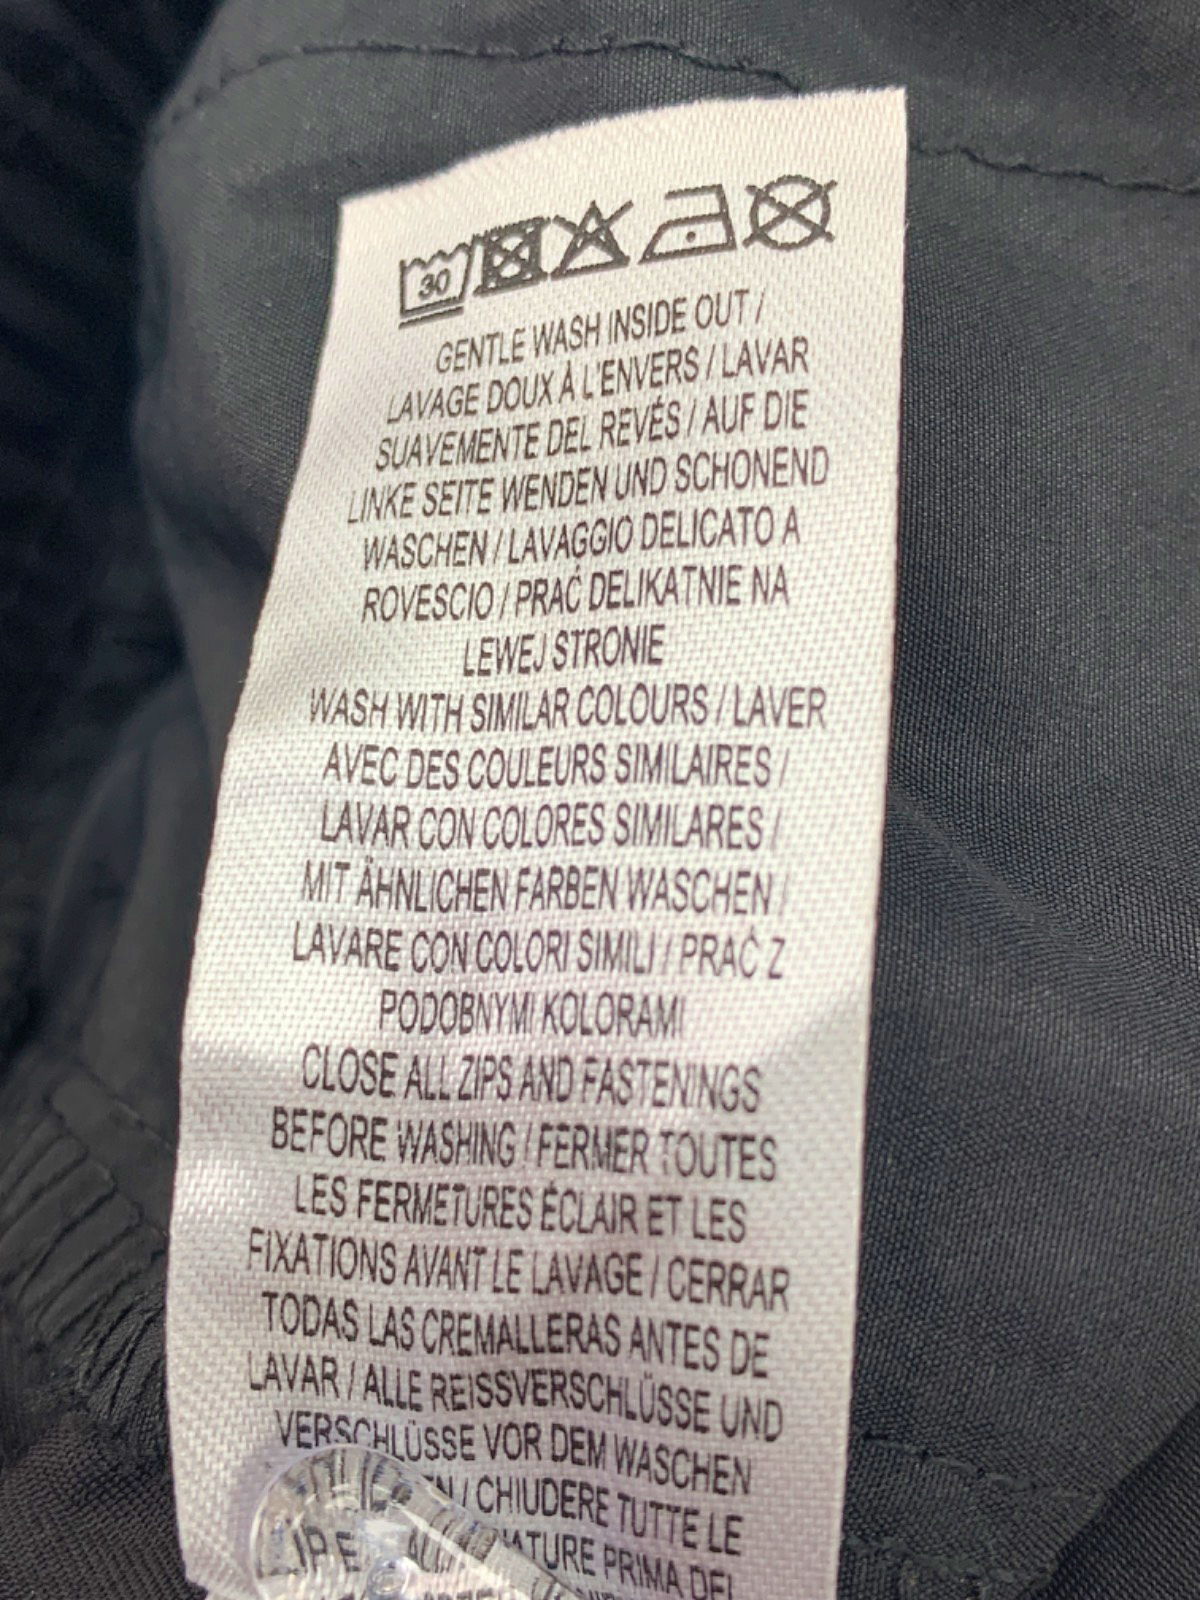 30
GENTLE WASH INSIDE OUT /
LAVAGE DOUX À L'ENVERS / LAVAR
SUAVEMENTE DEL REVÉS / AUF DIE
LINKE SEITE WENDEN UND SCHONEND
WASCHEN / LAVAGGIO DELICATO A
ROVESCIO / PRAĆ DELIKATNIE NA
LEWEJ STRONIE
WASH WITH SIMILAR COLOURS / LAVER
AVEC DES COULEURS SIMILAIRES /
LAVAR CON COLORES SIMILARES /
MIT ÄHNLICHEN FARBEN WASCHEN /
LAVARE CON COLORI SIMILI / PRAĆ Z
PODOBNYMI KOLORAMI
CLOSE ALL ZIPS AND FASTENINGS
BEFORE WASHING / FERMER TOUTES
LES FERMETURES ÉCLAIR ET LES
FIXATIONS AVANT LE LAVAGE / CERRAR
TODAS LAS CREMALLERAS ANTES DE
LAVAR / ALLE REISSVERSCHLÜSSE UND
VERSCHLÜSSE VOR DEM WASCHEN
/ CHIUDERE TUTTE LE
PRIMA DEL